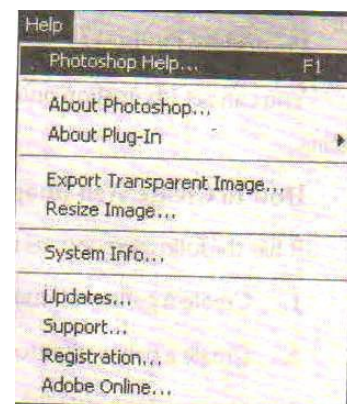 Help
Photoshop Help... F1
About Photoshop...
About Plug-In
Export Transparent Image...
Resize Image...
System Info...
Updates...
Support...
Registration...
Adobe Online...